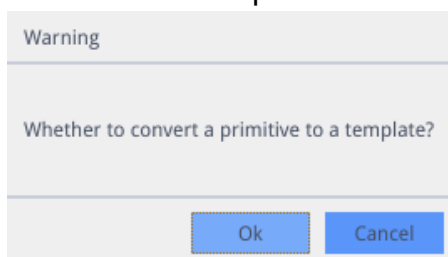 Warning
Whether to convert a primitive to a template?
Ok
Cancel